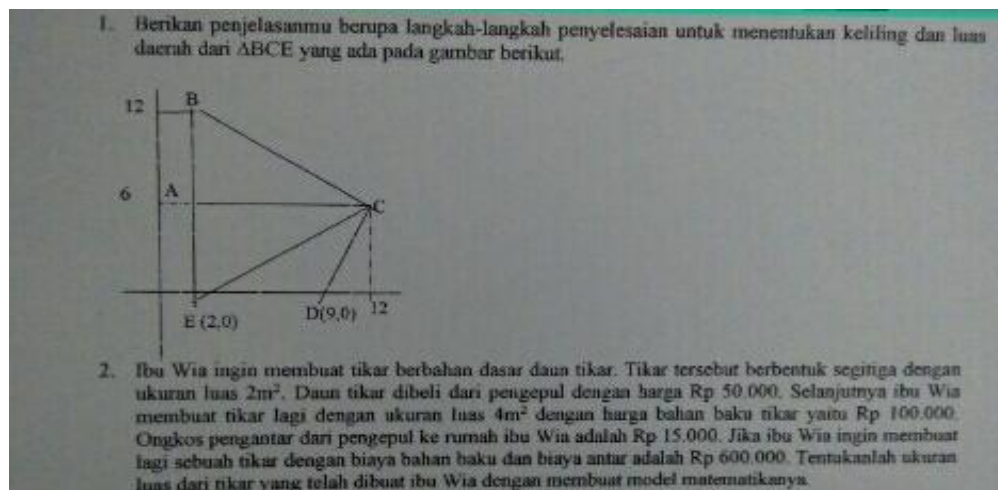 1. Berikan penjelasanmu berupa langkah-langkah penyelesaian untuk menentukan keliling dan luas
daerah dari ΔBCE yang ada pada gambar berikut.
12 B
6 A
C
E (2,0) D(9,0) 12
2. Ibu Wia ingin membuat tikar berbahan dasar daun tikar. Tikar tersebut berbentuk segitiga dengan
ukuran luas 2m². Daun tikar dibeli dari pengepul dengan harga Rp 50.000. Selanjutnya ibu Wia
membuat tikar lagi dengan ukuran luas 4m² dengan harga bahan baku tikar yaitu Rp 100.000.
Ongkos pengantar dari pengepul ke rumah ibu Wia adalah Rp 15.000. Jika ibu Wia ingin membuat
lagi sebuah tikar dengan biaya bahan baku dan biaya antar adalah Rp 600.000. Tentukanlah ukuran
luas dari tikar yang telah dibuat ibu Wia dengan membuat model matematikanya.